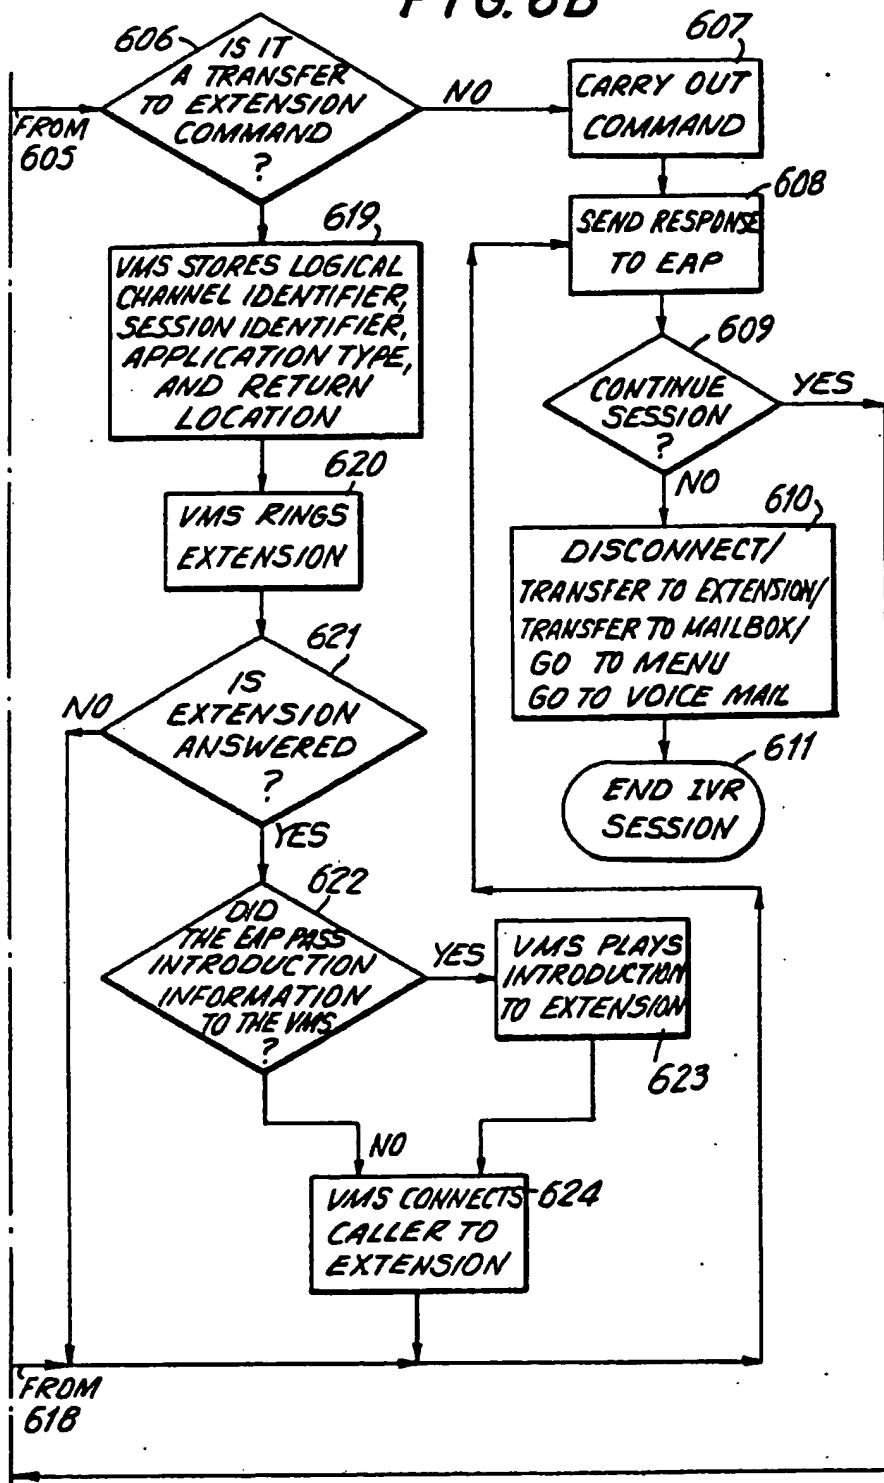 FIG. 6B
606
IS IT
A TRANSFER
TO EXTENSION
COMMAND
?
NO
FROM
605
607
CARRY OUT
COMMAND
608
SEND RESPONSE
TO EAP
609
CONTINUE
SESSION
?
YES
NO
610
DISCONNECT/
TRANSFER TO EXTENSION/
TRANSFER TO MAILBOX/
GO TO MENU
GO TO VOICE MAIL
611
END IVR
SESSION
619
VMS STORES LOGICAL
CHANNEL IDENTIFIER,
SESSION IDENTIFIER,
APPLICATION TYPE,
AND RETURN
LOCATION
620
VMS RINGS
EXTENSION
621
IS
EXTENSION
ANSWERED
?
NO
YES
622
DID
THE EAP PASS
INTRODUCTION
INFORMATION
TO THE VMS
?
YES
NO
VMS PLAYS
INTRODUCTION
TO EXTENSION
623
VMS CONNECTS
CALLER TO
EXTENSION
624
FROM
618